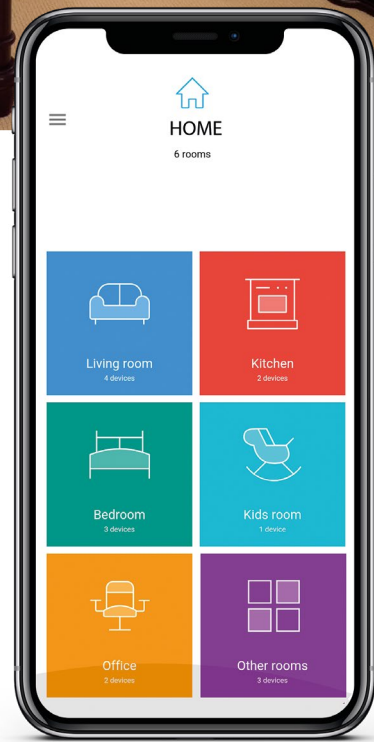 HOME
6 rooms
Living room
4 devices
Kitchen
2 devices
Bedroom
3 devices
Kids room
1 device
Office
2 devices
Other rooms
3 devices